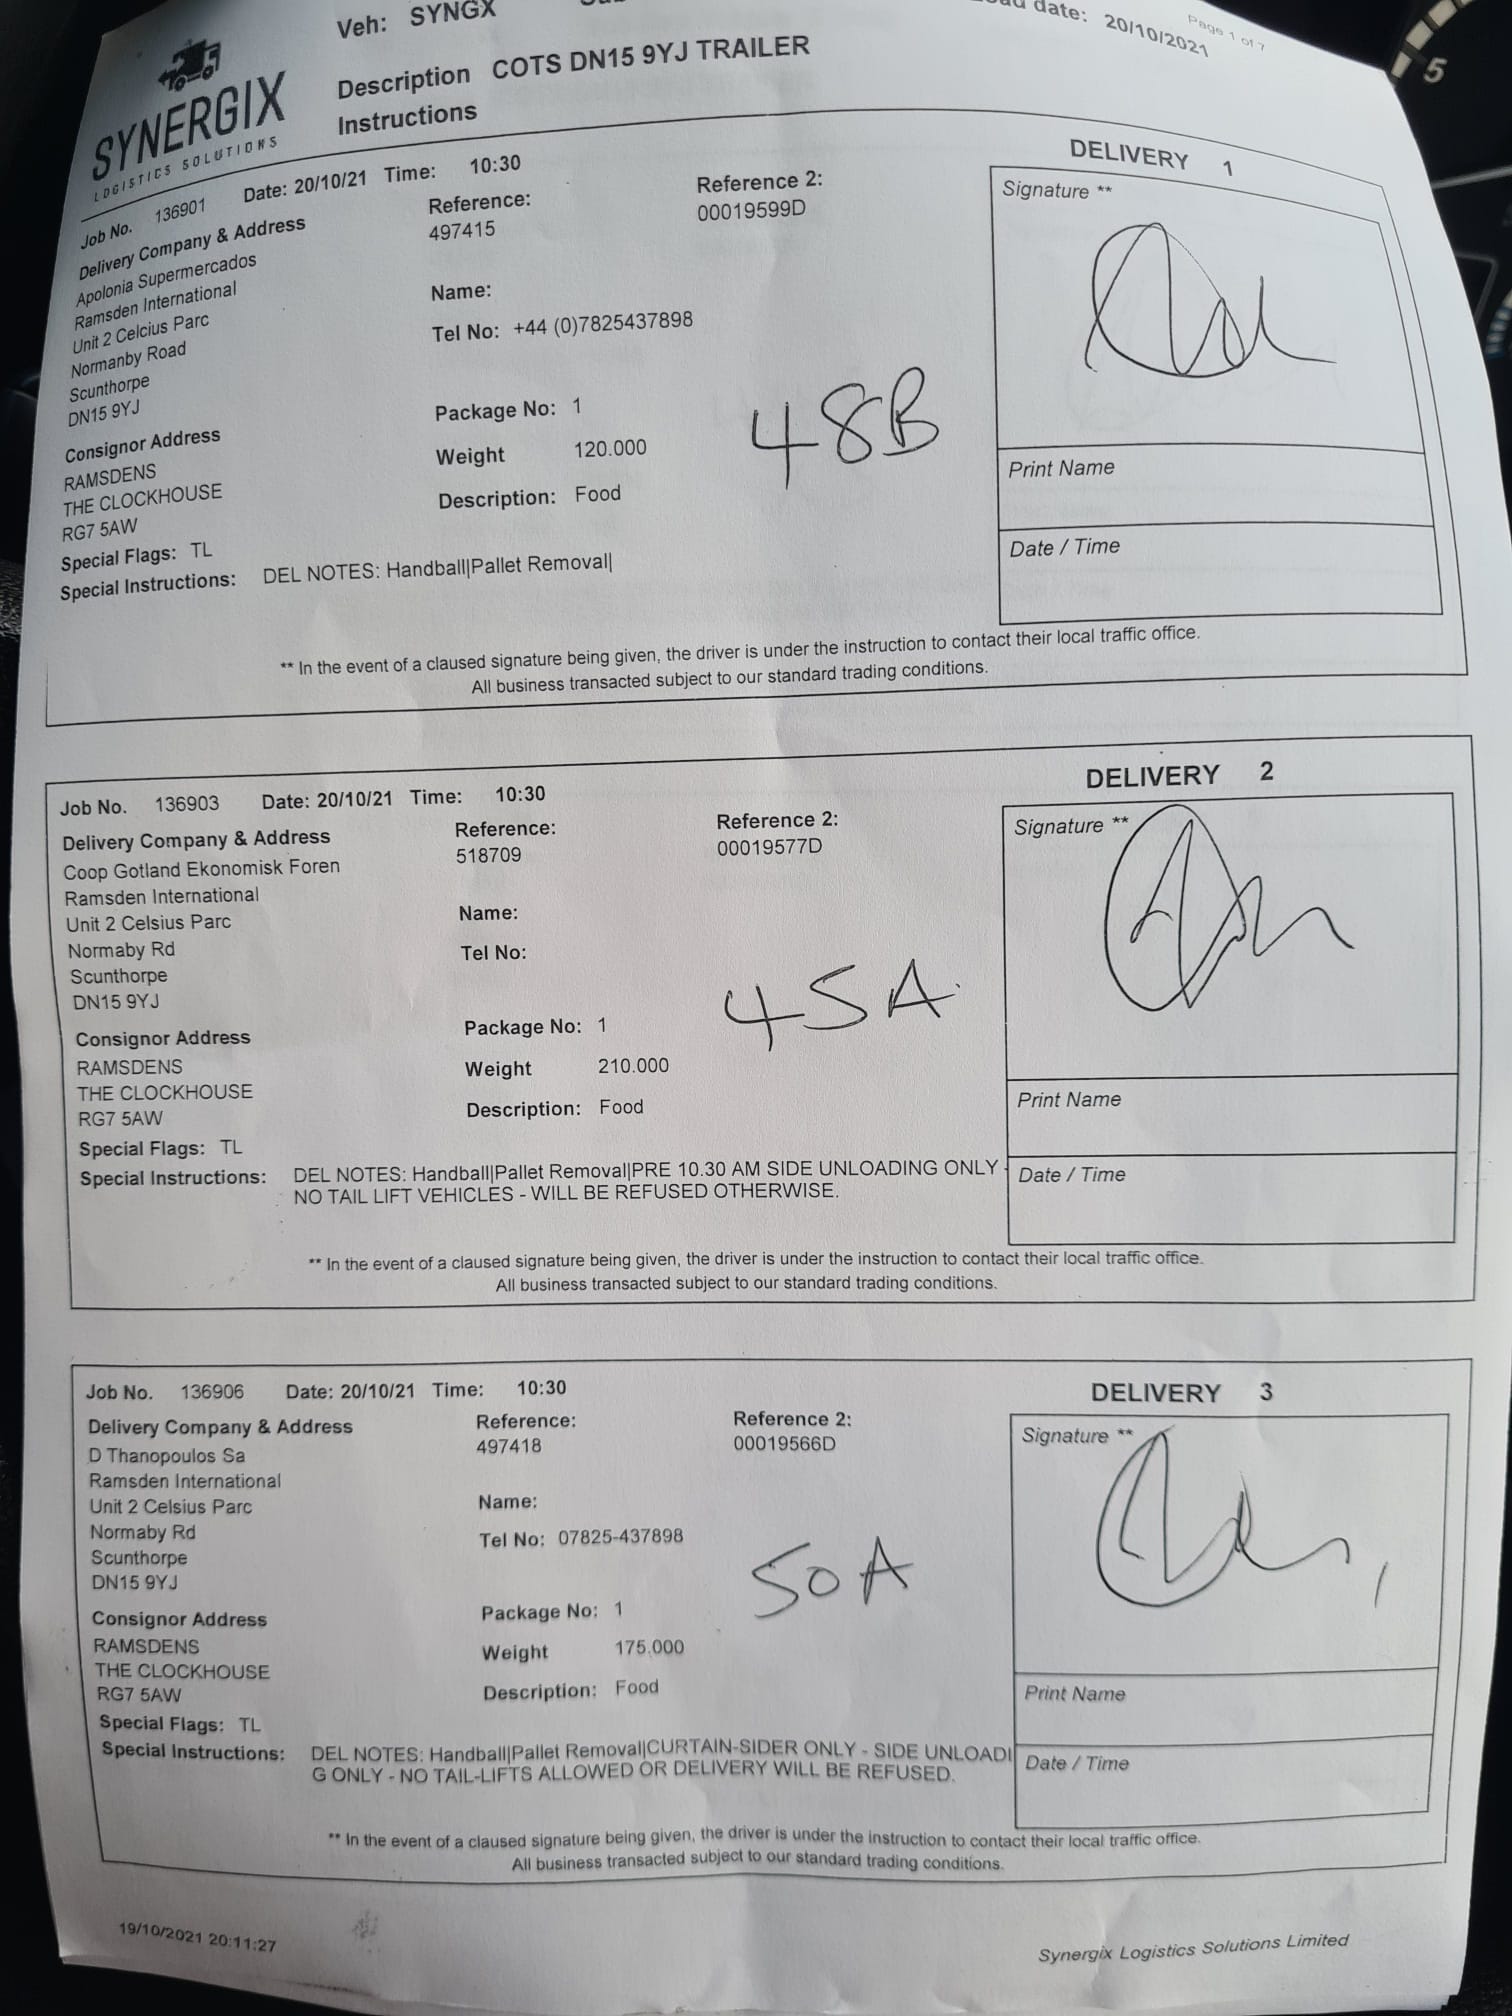 Veh: SYNGX
date: 20/10/2021
Page 1 of 7
SYNERGIX
LOGISTICS SOLUTIONS
Description COTS DN15 9YJ TRAILER
Instructions
DELIVERY 1
Job No. 136901 Date: 20/10/21 Time: 10:30
Delivery Company & Address
Apolonia Supermercados
Ramsden International
Unit 2 Celcius Parc
Normanby Road
Scunthorpe
DN15 9YJ
Consignor Address
RAMSDENS
THE CLOCKHOUSE
RG7 5AW
Special Flags: TL
Special Instructions: DEL NOTES: Handball|Pallet Removal|
Reference:
497415
Reference 2:
00019599D
Name:
Tel No: +44 (0)7825437898
Package No: 1
Weight 120.000
Description: Food
48B
Signature **
Print Name
Date / Time
** In the event of a claused signature being given, the driver is under the instruction to contact their local traffic office.
All business transacted subject to our standard trading conditions.
DELIVERY 2
Job No. 136903 Date: 20/10/21 Time: 10:30
Delivery Company & Address
Coop Gotland Ekonomisk Foren
Ramsden International
Unit 2 Celsius Parc
Normaby Rd
Scunthorpe
DN15 9YJ
Consignor Address
RAMSDENS
THE CLOCKHOUSE
RG7 5AW
Special Flags: TL
Special Instructions: DEL NOTES: Handball|Pallet Removal|PRE 10.30 AM SIDE UNLOADING ONLY -
NO TAIL LIFT VEHICLES - WILL BE REFUSED OTHERWISE.
Reference:
518709
Reference 2:
00019577D
Name:
Tel No:
Package No: 1
Weight 210.000
Description: Food
45A
Signature **
Print Name
Date / Time
** In the event of a claused signature being given, the driver is under the instruction to contact their local traffic office.
All business transacted subject to our standard trading conditions.
DELIVERY 3
Job No. 136906 Date: 20/10/21 Time: 10:30
Delivery Company & Address
D Thanopoulos Sa
Ramsden International
Unit 2 Celsius Parc
Normaby Rd
Scunthorpe
DN15 9YJ
Consignor Address
RAMSDENS
THE CLOCKHOUSE
RG7 5AW
Special Flags: TL
Special Instructions: DEL NOTES: Handball|Pallet Removal|CURTAIN-SIDER ONLY - SIDE UNLOADI
G ONLY - NO TAIL-LIFTS ALLOWED OR DELIVERY WILL BE REFUSED.
Reference:
497418
Reference 2:
00019566D
Name:
Tel No: 07825-437898
Package No: 1
Weight 175.000
Description: Food
50A
Signature **
Print Name
Date / Time
** In the event of a claused signature being given, the driver is under the instruction to contact their local traffic office.
All business transacted subject to our standard trading conditions.
19/10/2021 20:11:27
Synergix Logistics Solutions Limited
5